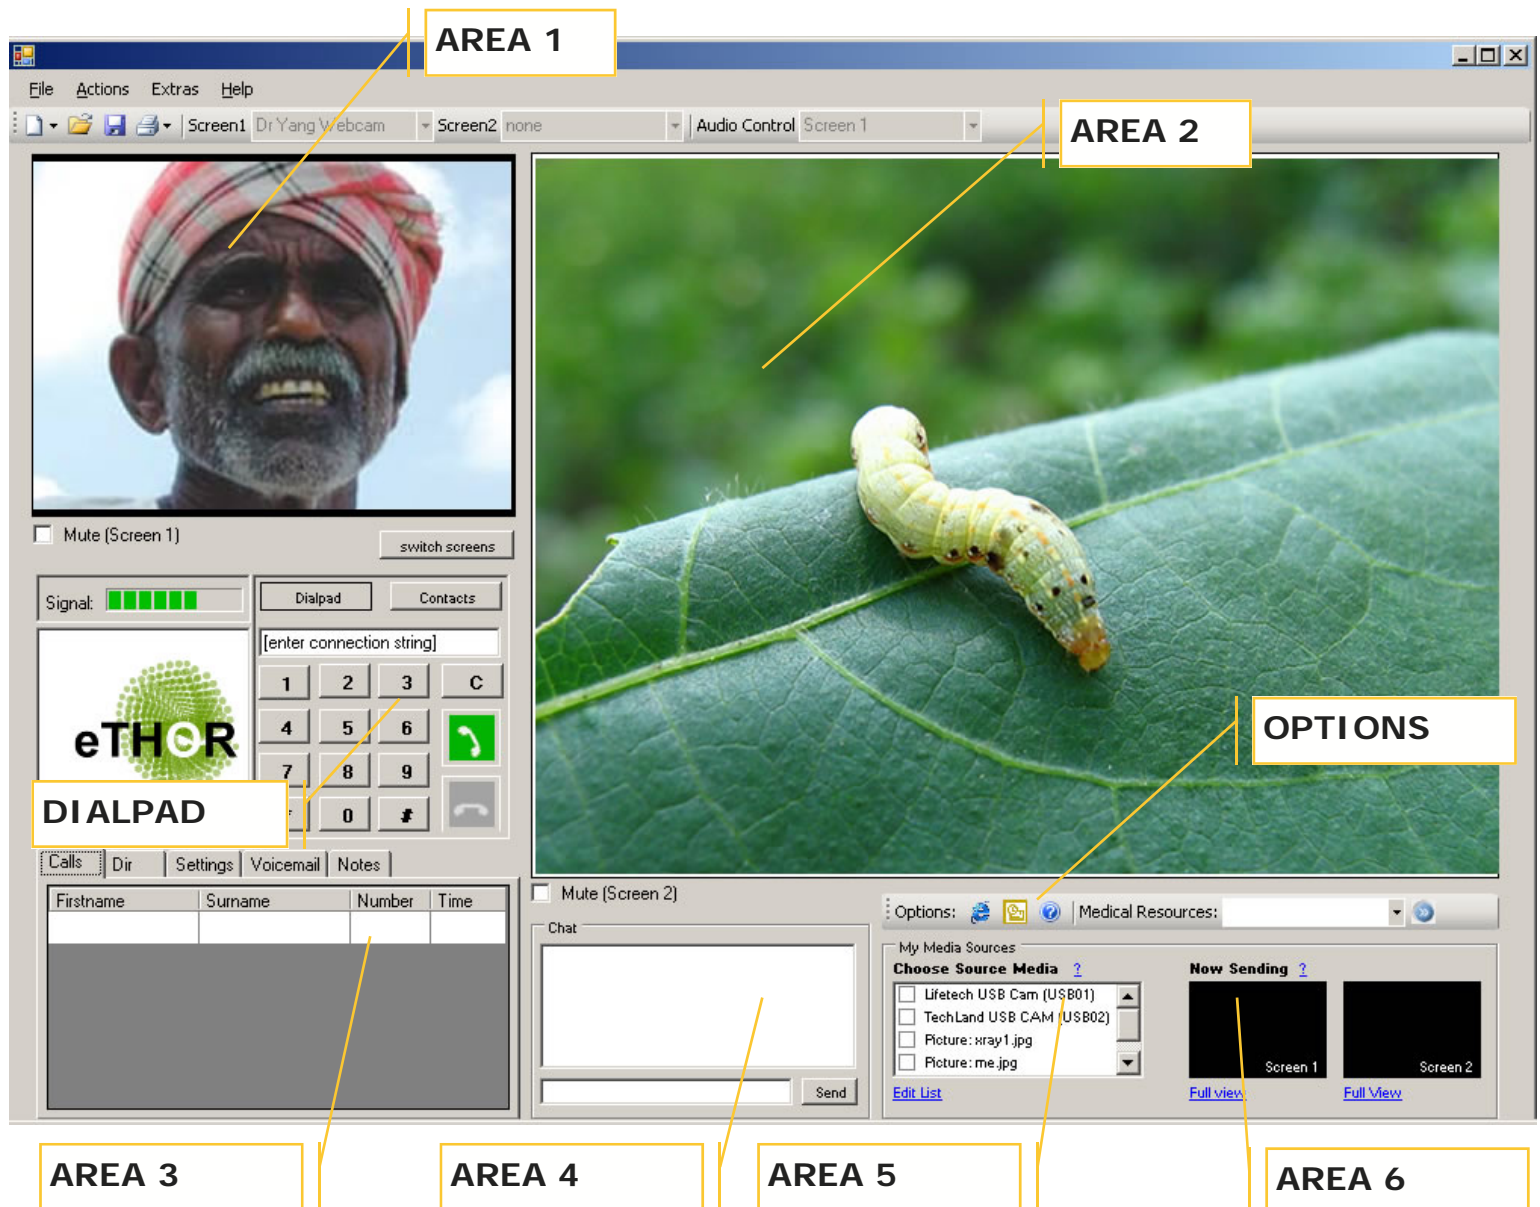 AREA 1
File Actions Extras Help
Screen1 Dr Yang Webcam Screen2 none Audio Control Screen 1
AREA 2
Mute (Screen 1)
switch screens
Signal:
Dialpad Contacts
[enter connection string]
1 2 3 C
4 5 6
eTHOR
7 8 9
OPTIONS
DIALPAD
* 0 #
Calls Dir Settings Voicemail Notes
Firstname Surname Number Time
Mute (Screen 2)
Chat
Send
Options: Medical Resources:
My Media Sources
Choose Source Media ? Now Sending ?
Lifetech USB Cam (USB01)
TechLand USB CAM (USB02)
Picture: xray1.jpg
Picture: me.jpg
Screen 1 Screen 2
Edit List Full view Full View
AREA 3 AREA 4 AREA 5 AREA 6